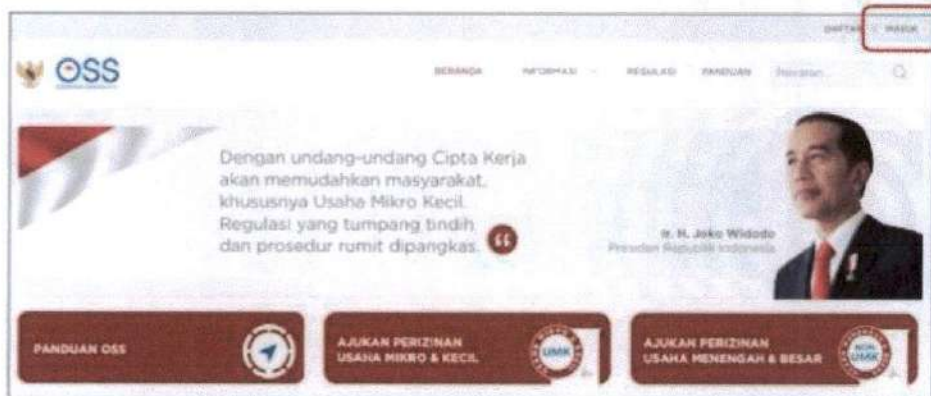 DAFTAR MASUK
OSS
BERANDA INFORMASI REGULASI PANDUAN
Dengan undang-undang Cipta Kerja
akan memudahkan masyarakat,
khususnya Usaha Mikro Kecil.
Regulasi yang tumpang tindih
dan prosedur rumit dipangkas.
Ir. H. Joko Widodo
Presiden Republik Indonesia
PANDUAN OSS
AJUKAN PERIZINAN
USAHA MIKRO & KECIL
UMK
AJUKAN PERIZINAN
USAHA MENENGAH & BESAR
NON
UMK